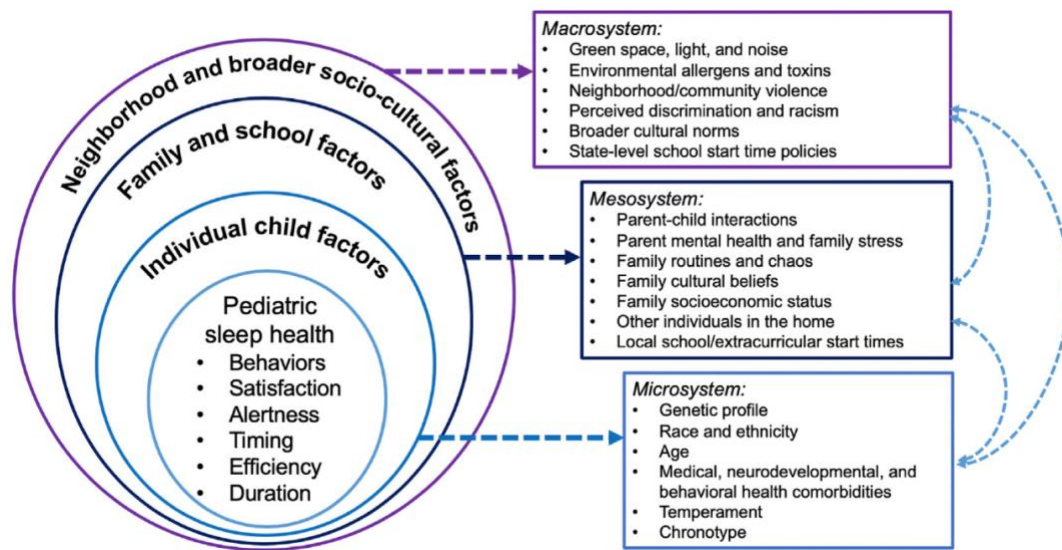 Neighborhood and broader socio-cultural factors
Family and school factors
Individual child factors
Pediatric
sleep health
• Behaviors
• Satisfaction
• Alertness
• Timing
• Efficiency
• Duration
Macrosystem:
• Green space, light, and noise
• Environmental allergens and toxins
• Neighborhood/community violence
• Perceived discrimination and racism
• Broader cultural norms
• State-level school start time policies
Mesosystem:
• Parent-child interactions
• Parent mental health and family stress
• Family routines and chaos
• Family cultural beliefs
• Family socioeconomic status
• Other individuals in the home
• Local school/extracurricular start times
Microsystem:
• Genetic profile
• Race and ethnicity
• Age
• Medical, neurodevelopmental, and
behavioral health comorbidities
• Temperament
• Chronotype